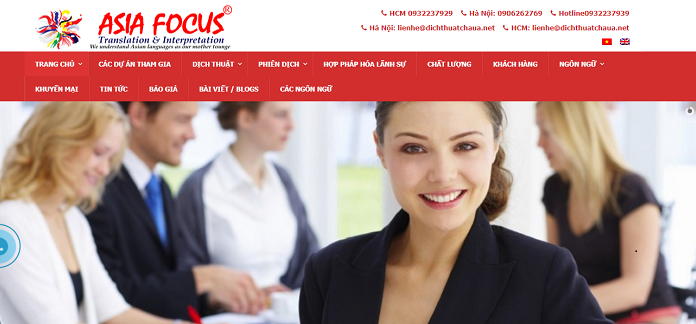 ASIA FOCUS®
Translation & Interpretation
We understand Asian languages as our mother tounge
HCM 0932237929 Hà Nội: 0906262769 Hotline0932237939
Hà Nội: lienhe@dichthuatchaua.net HCM: lienhe@dichthuatchaua.net
TRANG CHỦ CÁC DỰ ÁN THAM GIA DỊCH THUẬT PHIÊN DỊCH HỢP PHÁP HÓA LÃNH SỰ CHẤT LƯỢNG KHÁCH HÀNG NGÔN NGỮ
KHUYẾN MẠI TIN TỨC BÁO GIÁ BÀI VIẾT / BLOGS CÁC NGÔN NGỮ